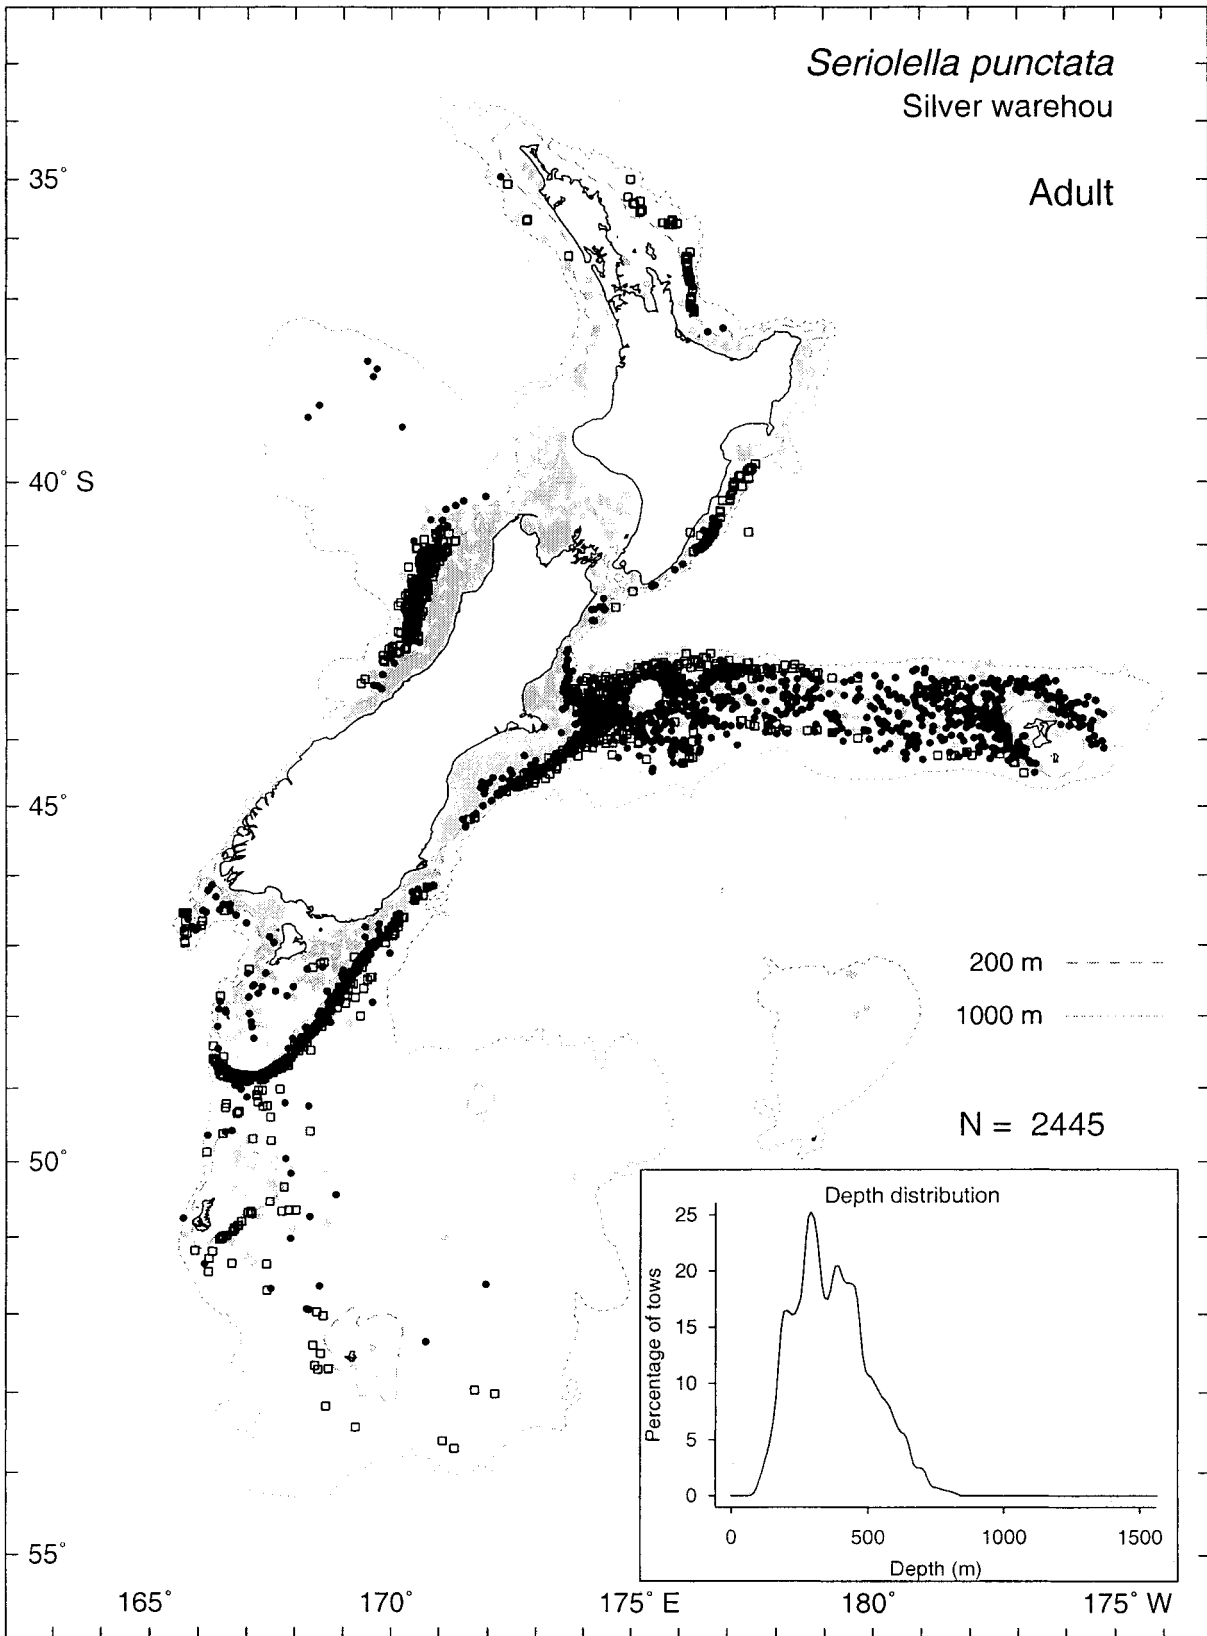 Seriolella punctata
Silver warehou
Adult
35°
40° S
45°
200 m
1000 m
N = 2445
50°
Depth distribution
25
20
15
10
5
0
Percentage of tows
0 500 1000 1500
Depth (m)
55°
165° 170° 175° E 180° 175° W